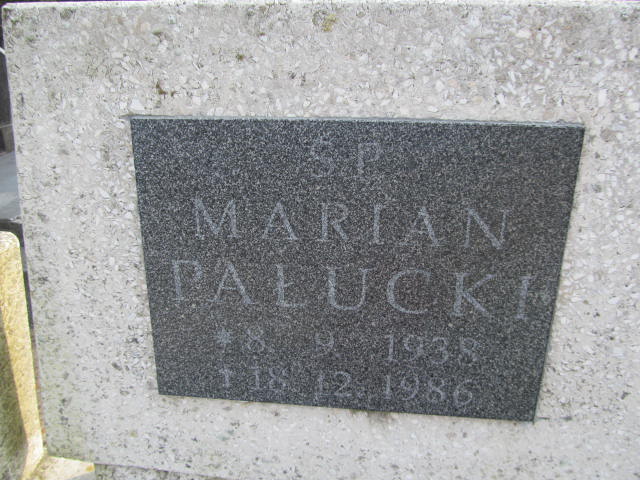 ŚP
MARIAN
PAŁUCKI
* 8. 9. 1938
† 18. 12. 1986